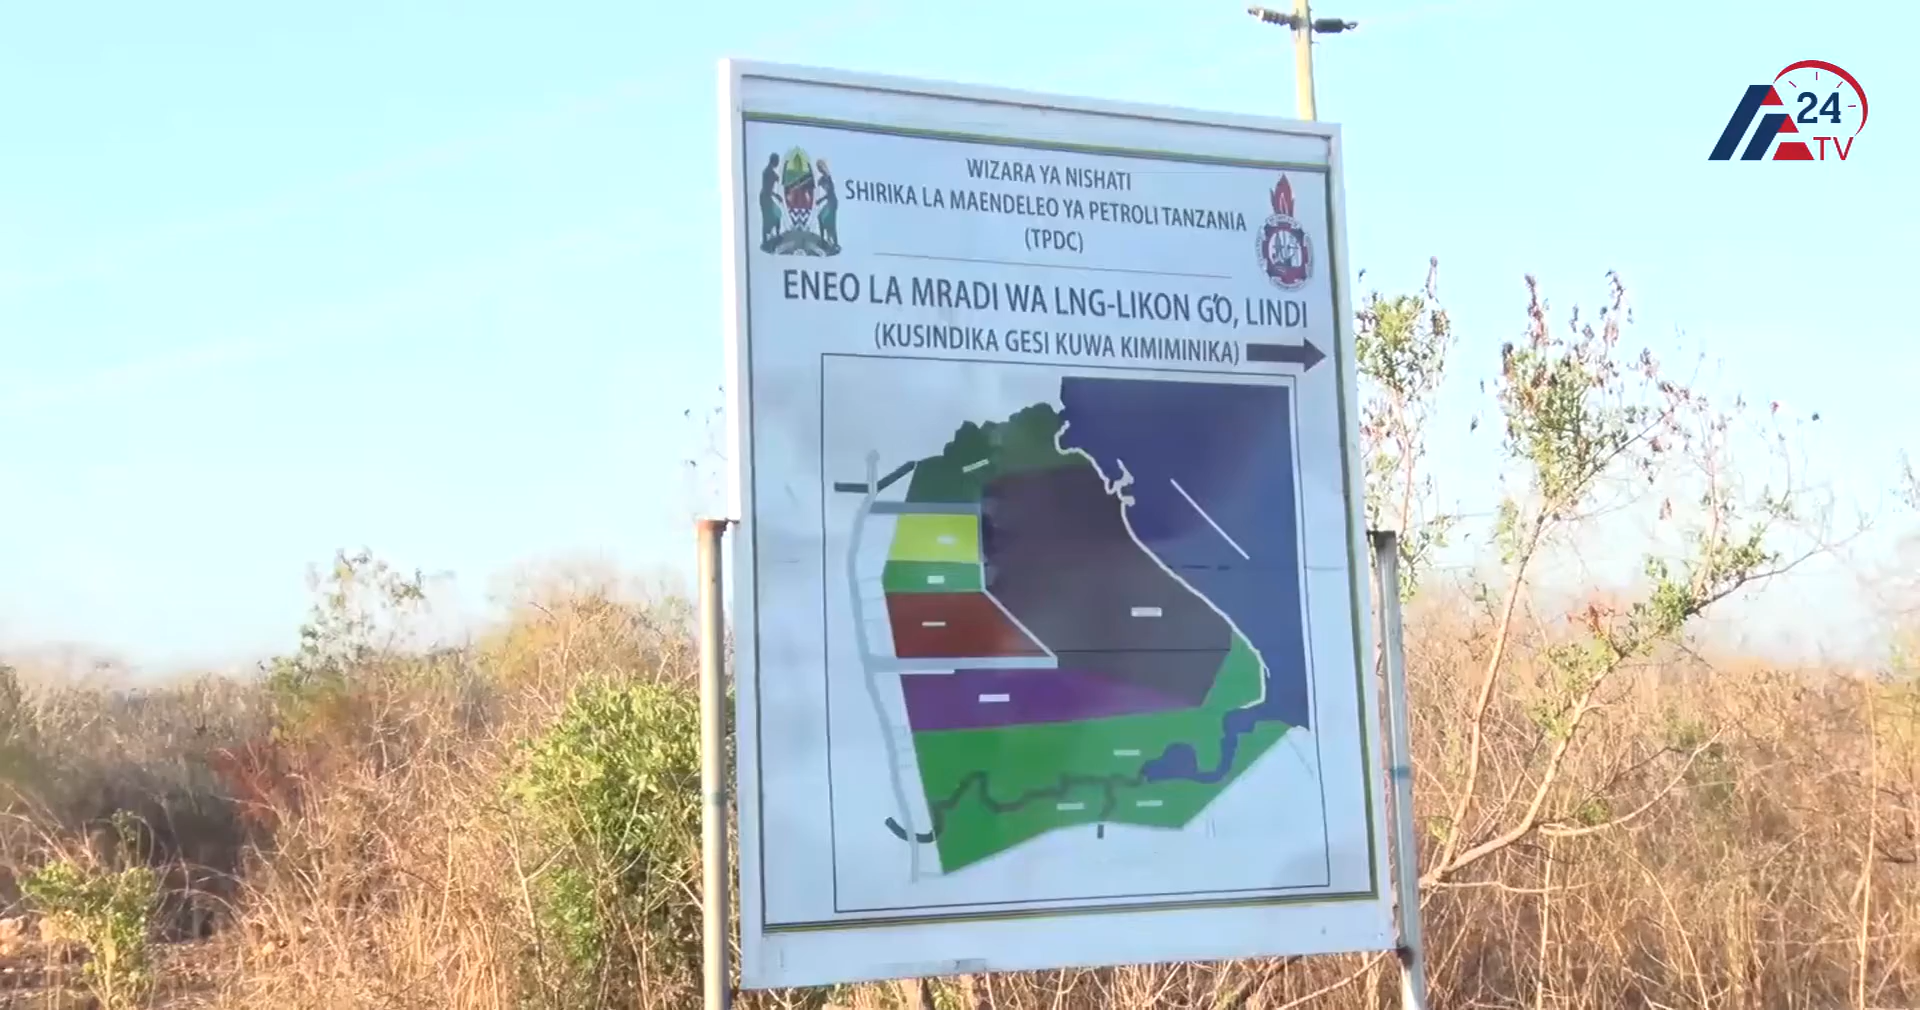 24
TV
WIZARA YA NISHATI
SHIRIKA LA MAENDELEO YA PETROLI TANZANIA
(TPDC)
ENEO LA MRADI WA LNG-LIKON G'O, LINDI
(KUSINDIKA GESI KUWA KIMIMINIKA)